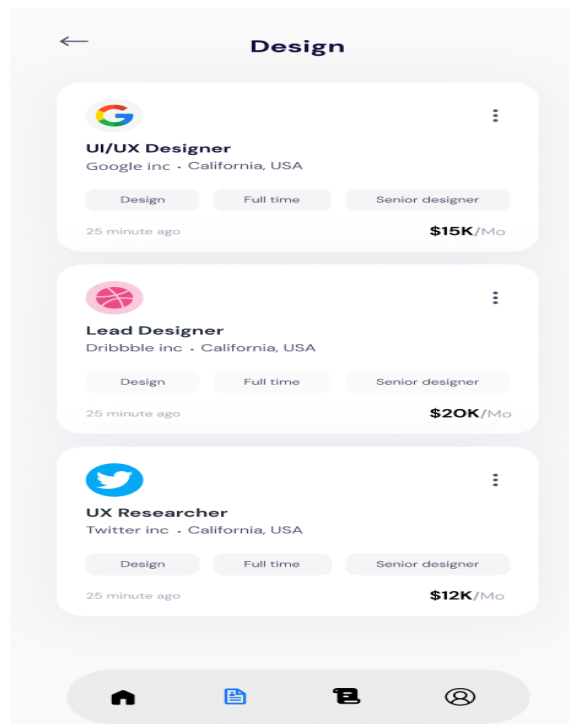 Design
UI/UX Designer
Google inc • California, USA
Design Full time Senior designer
25 minute ago $15K/Mo
Lead Designer
Dribbble inc • California, USA
Design Full time Senior designer
25 minute ago $20K/Mo
UX Researcher
Twitter inc • California, USA
Design Full time Senior designer
25 minute ago $12K/Mo